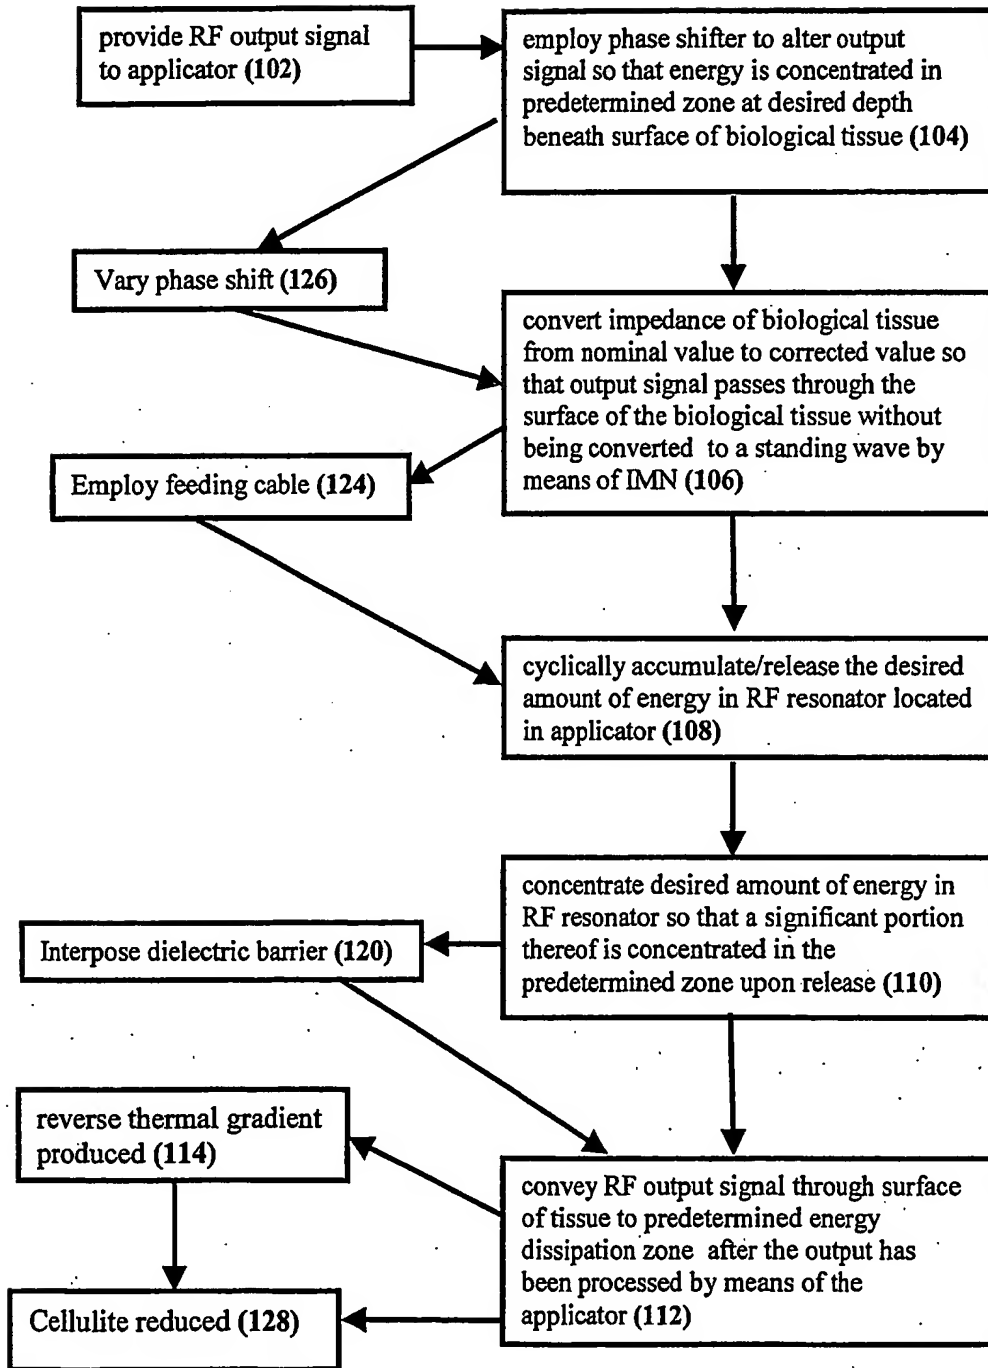 provide RF output signal
to applicator (102)
employ phase shifter to alter output
signal so that energy is concentrated in
predetermined zone at desired depth
beneath surface of biological tissue (104)
Vary phase shift (126)
convert impedance of biological tissue
from nominal value to corrected value so
that output signal passes through the
surface of the biological tissue without
being converted to a standing wave by
means of IMN (106)
Employ feeding cable (124)
cyclically accumulate/release the desired
amount of energy in RF resonator located
in applicator (108)
concentrate desired amount of energy in
RF resonator so that a significant portion
thereof is concentrated in the
predetermined zone upon release (110)
Interpose dielectric barrier (120)
reverse thermal gradient
produced (114)
convey RF output signal through surface
of tissue to predetermined energy
dissipation zone after the output has
been processed by means of the
applicator (112)
Cellulite reduced (128)